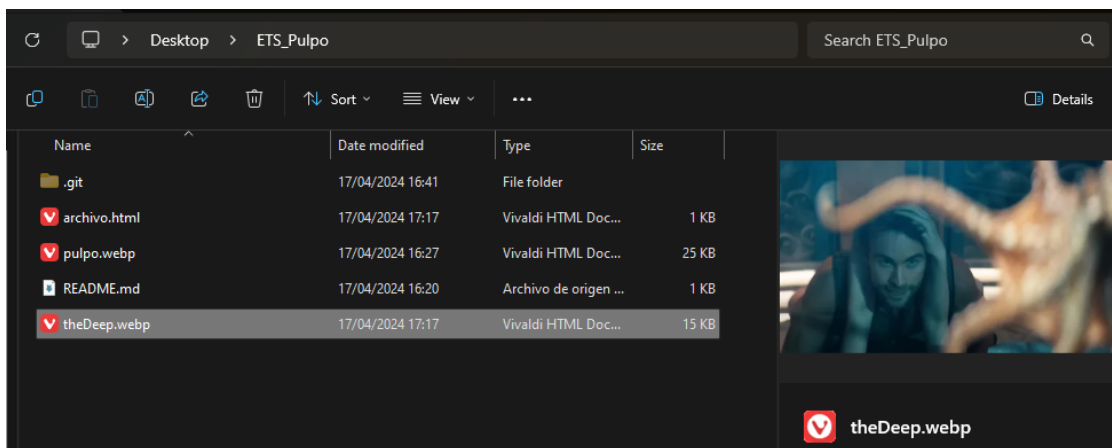 Desktop > ETS_Pulpo Search ETS_Pulpo
Sort View ... Details
Name Date modified Type Size
.git 17/04/2024 16:41 File folder
archivo.html 17/04/2024 17:17 Vivaldi HTML Doc... 1 KB
pulpo.webp 17/04/2024 16:27 Vivaldi HTML Doc... 25 KB
README.md 17/04/2024 16:20 Archivo de origen ... 1 KB
theDeep.webp 17/04/2024 17:17 Vivaldi HTML Doc... 15 KB
theDeep.webp